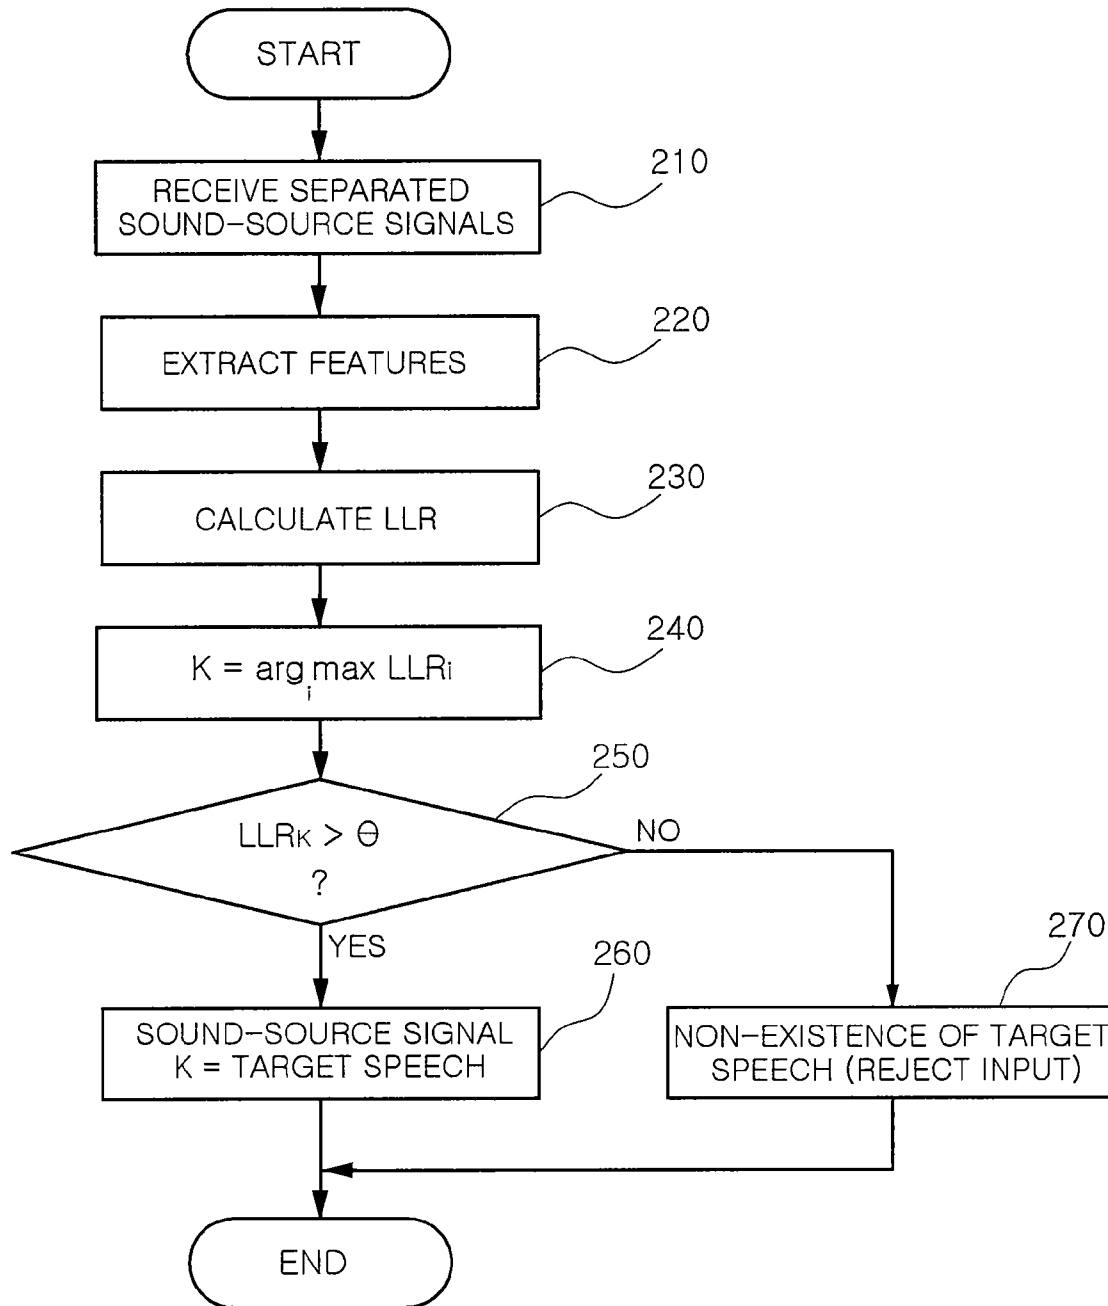 START
RECEIVE SEPARATED
SOUND-SOURCE SIGNALS
210
EXTRACT FEATURES
220
CALCULATE LLR
230
K = arg max LLRi
i
240
LLRK > Θ
?
250
NO
YES
SOUND-SOURCE SIGNAL
K = TARGET SPEECH
260
NON-EXISTENCE OF TARGET
SPEECH (REJECT INPUT)
270
END